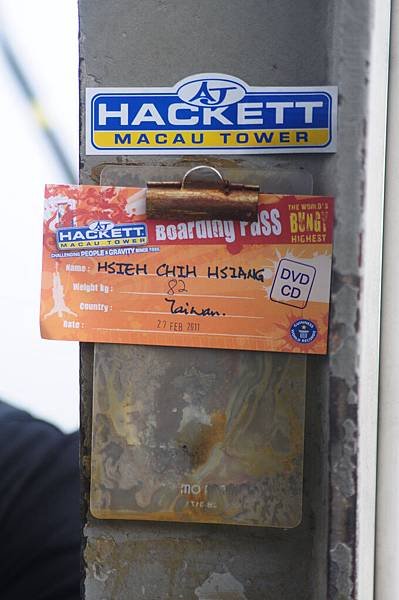 AJ
HACKETT
MACAU TOWER
AJ
HACKETT
MACAU TOWER
CHALLENGING PEOPLE & GRAVITY SINCE 1988
Boarding Pass
THE WORLD'S
BUNGY
HIGHEST
Name : HSIEH CHIH HSIANG
Weight kg : 82
Country : Taiwan.
Date : 27 FEB 2011
DVD
CD